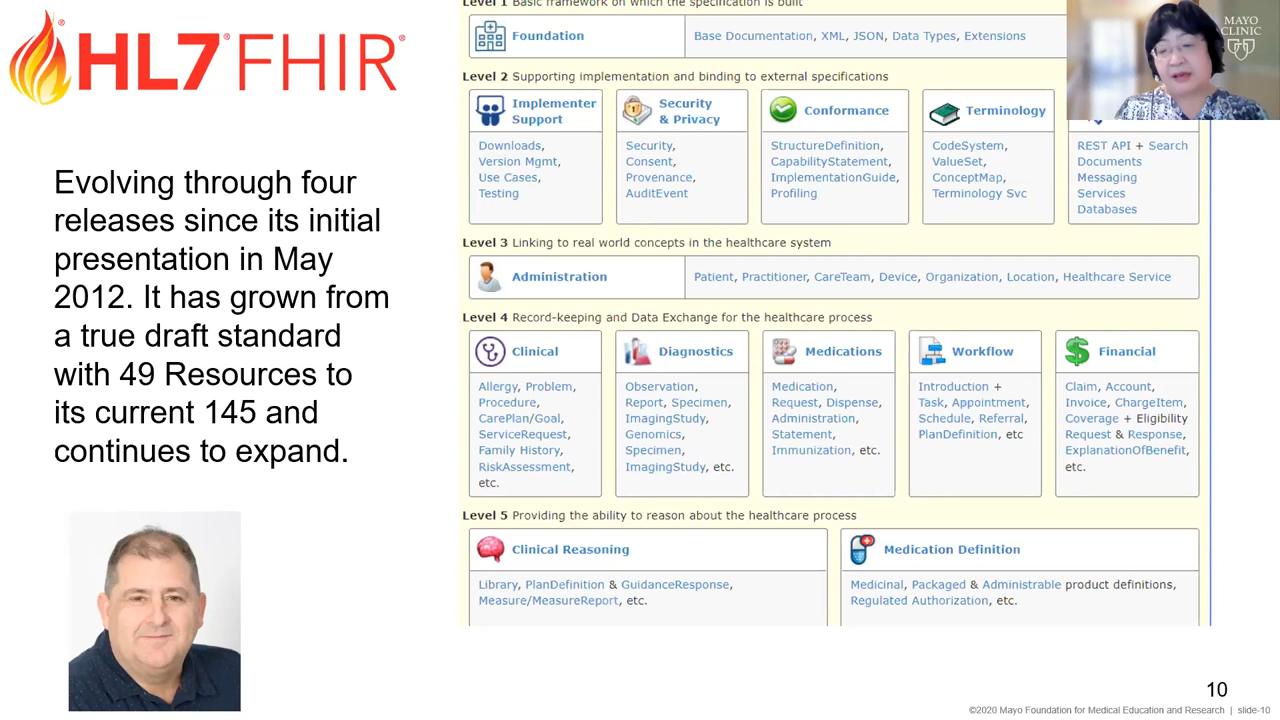 HL7® FHIR®
Evolving through four
releases since its initial
presentation in May
2012. It has grown from
a true draft standard
with 49 Resources to
its current 145 and
continues to expand.
Level 1 Basic framework on which the specification is built
Foundation
Base Documentation, XML, JSON, Data Types, Extensions
MAYO
CLINIC
Level 2 Supporting implementation and binding to external specifications
Implementer
Support
Downloads,
Version Mgmt,
Use Cases,
Testing
Security
& Privacy
Security,
Consent,
Provenance,
AuditEvent
Conformance
StructureDefinition,
CapabilityStatement,
ImplementationGuide,
Profiling
Terminology
CodeSystem,
ValueSet,
ConceptMap,
Terminology Svc
REST API + Search
Documents
Messaging
Services
Databases
Level 3 Linking to real world concepts in the healthcare system
Administration
Patient, Practitioner, CareTeam, Device, Organization, Location, Healthcare Service
Level 4 Record-keeping and Data Exchange for the healthcare process
Clinical
Allergy, Problem,
Procedure,
CarePlan/Goal,
ServiceRequest,
Family History,
RiskAssessment,
etc.
Diagnostics
Observation,
Report, Specimen,
ImagingStudy,
Genomics,
Specimen,
ImagingStudy, etc.
Medications
Medication,
Request, Dispense,
Administration,
Statement,
Immunization, etc.
Workflow
Introduction +
Task, Appointment,
Schedule, Referral,
PlanDefinition, etc
Financial
Claim, Account,
Invoice, ChargeItem,
Coverage + Eligibility
Request & Response,
ExplanationOfBenefit,
etc.
Level 5 Providing the ability to reason about the healthcare process
Clinical Reasoning
Library, PlanDefinition & GuidanceResponse,
Measure/MeasureReport, etc.
Medication Definition
Medicinal, Packaged & Administrable product definitions,
Regulated Authorization, etc.
10
©2020 Mayo Foundation for Medical Education and Research | slide-10